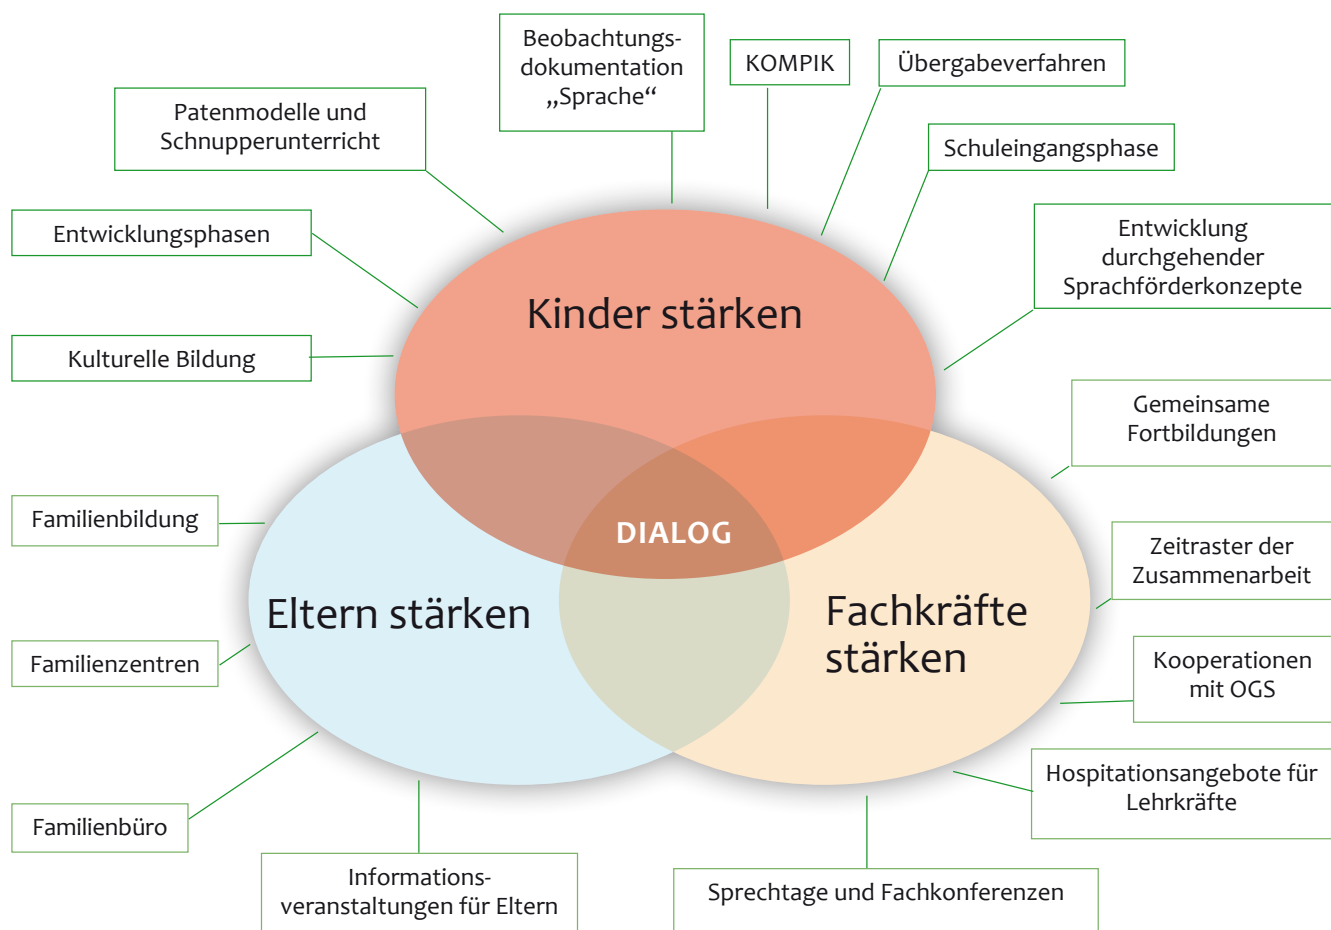 Beobachtungs-
dokumentation
„Sprache“
KOMPIK
Übergabeverfahren
Patenmodelle und
Schnupperunterricht
Schuleingangsphase
Entwicklungsphasen
Entwicklung
durchgehender
Sprachförderkonzepte
Kinder stärken
Kulturelle Bildung
Gemeinsame
Fortbildungen
Familienbildung
DIALOG
Zeitraster der
Zusammenarbeit
Eltern stärken
Fachkräfte
stärken
Familienzentren
Kooperationen
mit OGS
Hospitationsangebote für
Lehrkräfte
Familienbüro
Informations-
veranstaltungen für Eltern
Sprechtage und Fachkonferenzen